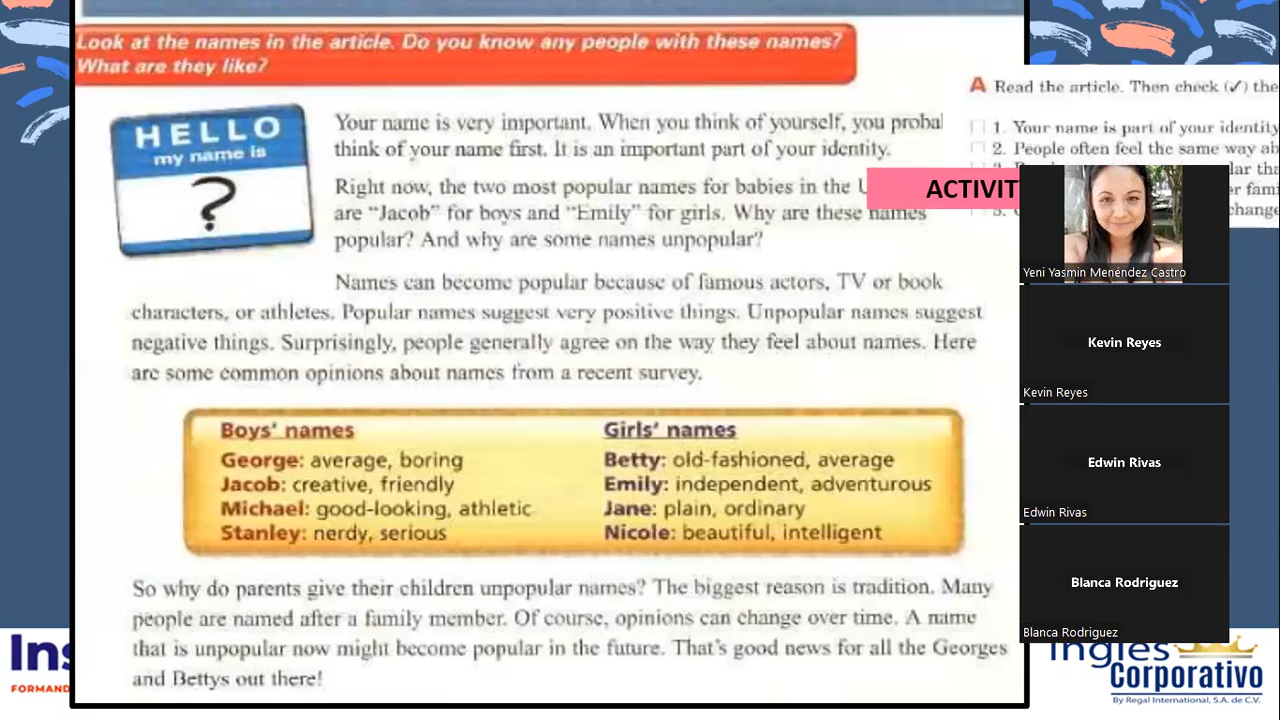 Look at the names in the article. Do you know any people with these names?
What are they like?
HELLO
my name is
?
Your name is very important. When you think of yourself, you probal
think of your name first. It is an important part of your identity.
Right now, the two most popular names for babies in the U
are “Jacob” for boys and “Emily” for girls. Why are these names
popular? And why are some names unpopular?
Names can become popular because of famous actors, TV or book
characters, or athletes. Popular names suggest very positive things. Unpopular names suggest
negative things. Surprisingly, people generally agree on the way they feel about names. Here
are some common opinions about names from a recent survey.
Boys' names
George: average, boring
Jacob: creative, friendly
Michael: good-looking, athletic
Stanley: nerdy, serious
Girls' names
Betty: old-fashioned, average
Emily: independent, adventurous
Jane: plain, ordinary
Nicole: beautiful, intelligent
So why do parents give their children unpopular names? The biggest reason is tradition. Many
people are named after a family member. Of course, opinions can change over time. A name
that is unpopular now might become popular in the future. That's good news for all the Georges
and Bettys out there!
A Read the article. Then check (✓) the
1. Your name is part of your identity
2. People often feel the same way ab
lar tha
r fam
change
ACTIVIT
Yeni Yasmin Menéndez Castro
Kevin Reyes
Kevin Reyes
Edwin Rivas
Edwin Rivas
Blanca Rodriguez
Blanca Rodriguez
Ins
FORMAND
Inglés
Corporativo
By Regal International, S.A. de C.V.